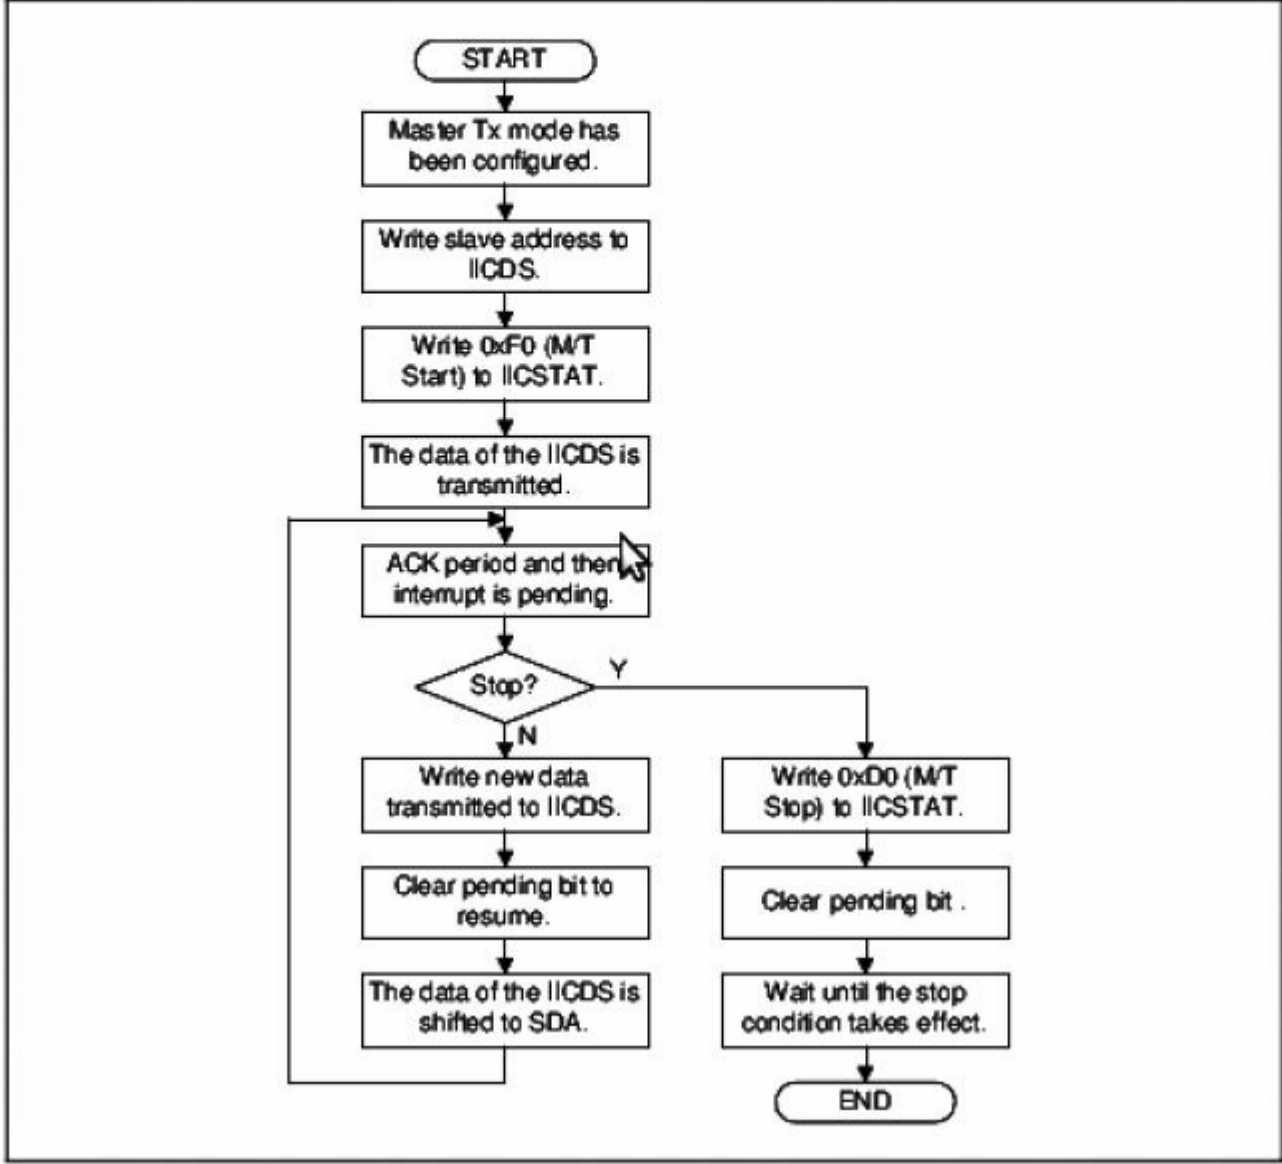 START
Master Tx mode has
been configured.
Write slave address to
IICDS.
Write 0xF0 (M/T
Start) to IICSTAT.
The data of the IICDS is
transmitted.
ACK period and then
interrupt is pending.
Stop?
Y
N
Write new data
transmitted to IICDS.
Clear pending bit to
resume.
The data of the IICDS is
shifted to SDA.
Write 0xD0 (M/T
Stop) to IICSTAT.
Clear pending bit .
Wait until the stop
condition takes effect.
END